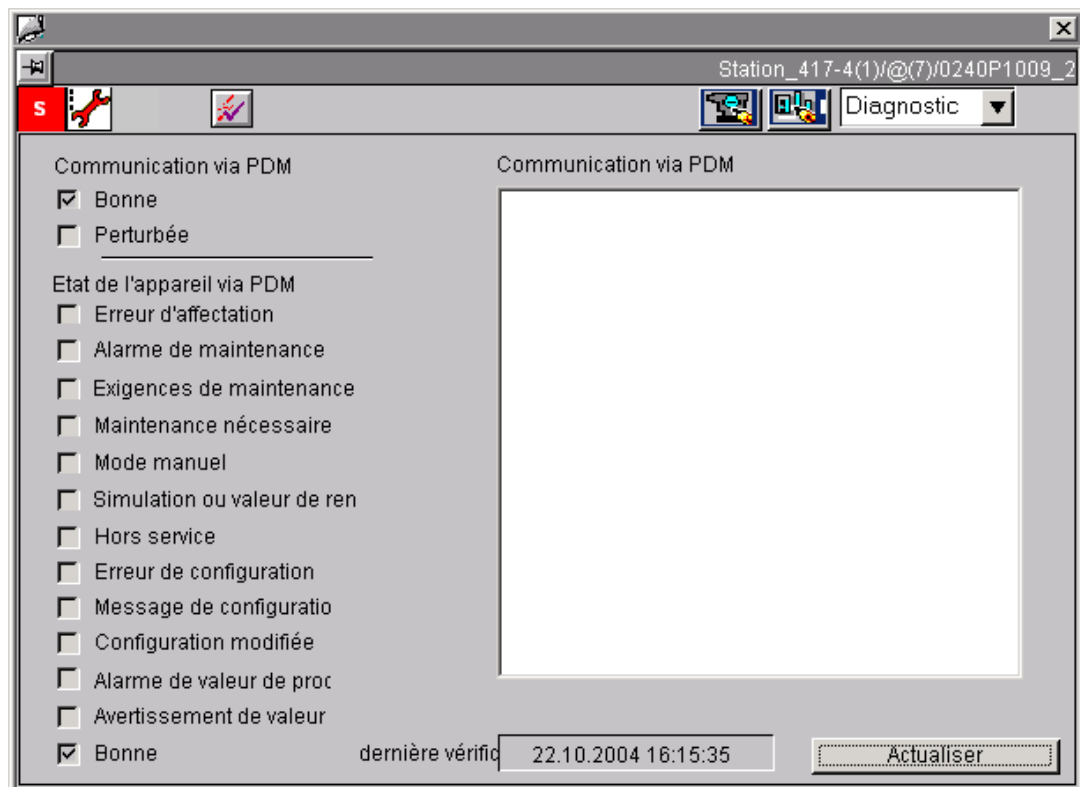 Station_417-4(1)/@(7)/0240P1009_2
S
Diagnostic
Communication via PDM
Bonne
Perturbée
Etat de l'appareil via PDM
Erreur d'affectation
Alarme de maintenance
Exigences de maintenance
Maintenance nécessaire
Mode manuel
Simulation ou valeur de ren
Hors service
Erreur de configuration
Message de configuratio
Configuration modifiée
Alarme de valeur de proc
Avertissement de valeur
Bonne
Communication via PDM
dernière vérific 22.10.2004 16:15:35
Actualiser